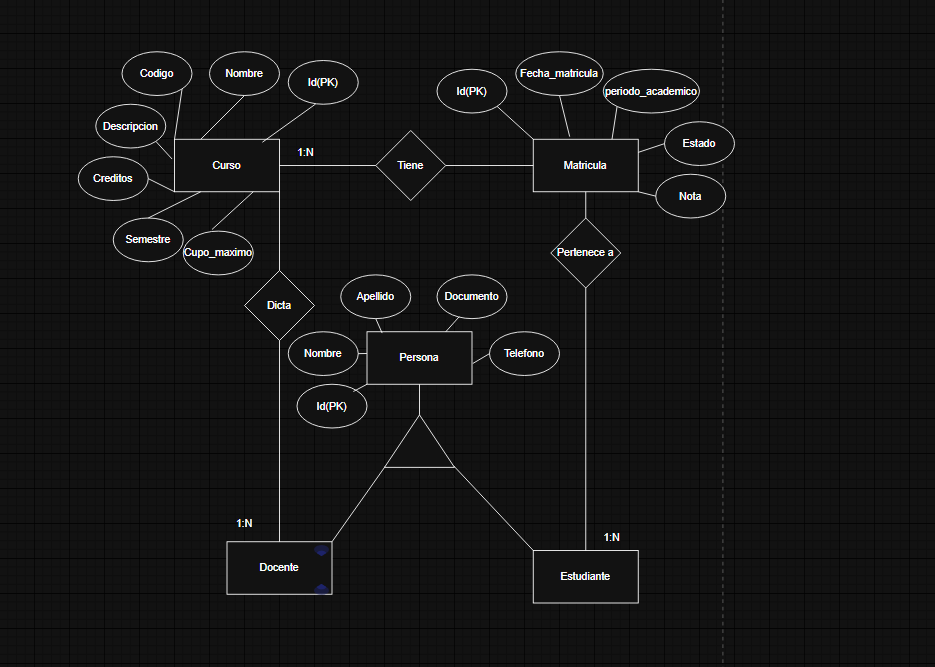 Codigo
Nombre
Id(PK)
Descripcion
Creditos
Semestre
Cupo_maximo
Curso
1:N
Tiene
Id(PK)
Fecha_matricula
periodo_academico
Estado
Nota
Matricula
Pertenece a
Dicta
Apellido
Documento
Nombre
Telefono
Id(PK)
Persona
1:N
Docente
1:N
Estudiante